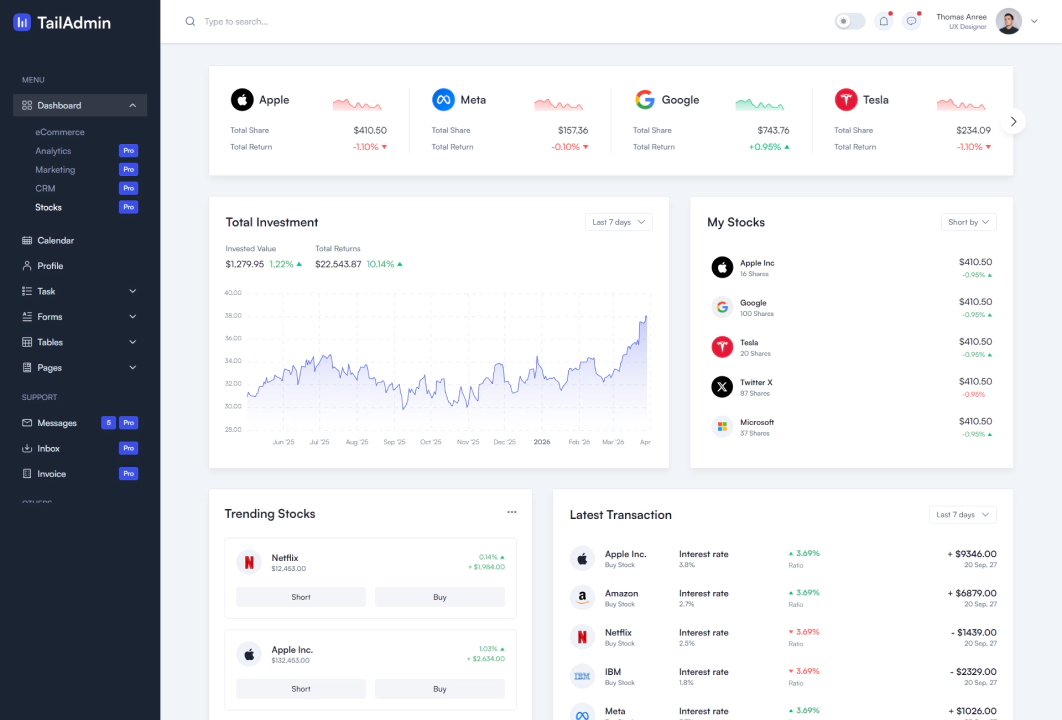 TailAdmin
Type to search...
Thomas Anree
UX Designer
MENU
Dashboard
eCommerce
Analytics Pro
Marketing Pro
CRM Pro
Stocks Pro
Calendar
Profile
Task
Forms
Tables
Pages
SUPPORT
Messages 5 Pro
Inbox Pro
Invoice Pro
OTHERS
Apple
Total Share $410.50
Total Return -1.10%
Meta
Total Share $157.36
Total Return -0.10%
Google
Total Share $743.76
Total Return +0.95%
Tesla
Total Share $234.09
Total Return -1.10%
Total Investment Last 7 days
Invested Value Total Returns
$1,279.95 1.22% $22,543.87 10.14%
40.00
38.00
36.00
34.00
32.00
30.00
28.00
Jun '25 Jul '25 Aug '25 Sep '25 Oct '25 Nov '25 Dec '25 2026 Feb '26 Mar '26 Apr
My Stocks Short by
Apple Inc $410.50
16 Shares -0.95%
Google $410.50
100 Shares -0.95%
Tesla $410.50
20 Shares -0.95%
Twitter X $410.50
87 Shares -0.95%
Microsoft $410.50
37 Shares -0.95%
Trending Stocks
Netflix 0.14%
$12,453.00 + $1,984.00
Short Buy
Apple Inc. 1.03%
$132,453.00 + $2,634.00
Short Buy
Latest Transaction Last 7 days
Apple Inc. Interest rate 3.69% + $9346.00
Buy Stock 3.8% Ratio 20 Sep, 27
Amazon Interest rate 3.69% + $6879.00
Buy Stock 2.7% Ratio 20 Sep, 27
Netflix Interest rate 3.69% - $1439.00
Buy Stock 2.5% Ratio 20 Sep, 27
IBM IBM Interest rate 3.69% - $2329.00
Buy Stock 1.8% Ratio 20 Sep, 27
Meta Interest rate 3.69% + $1026.00